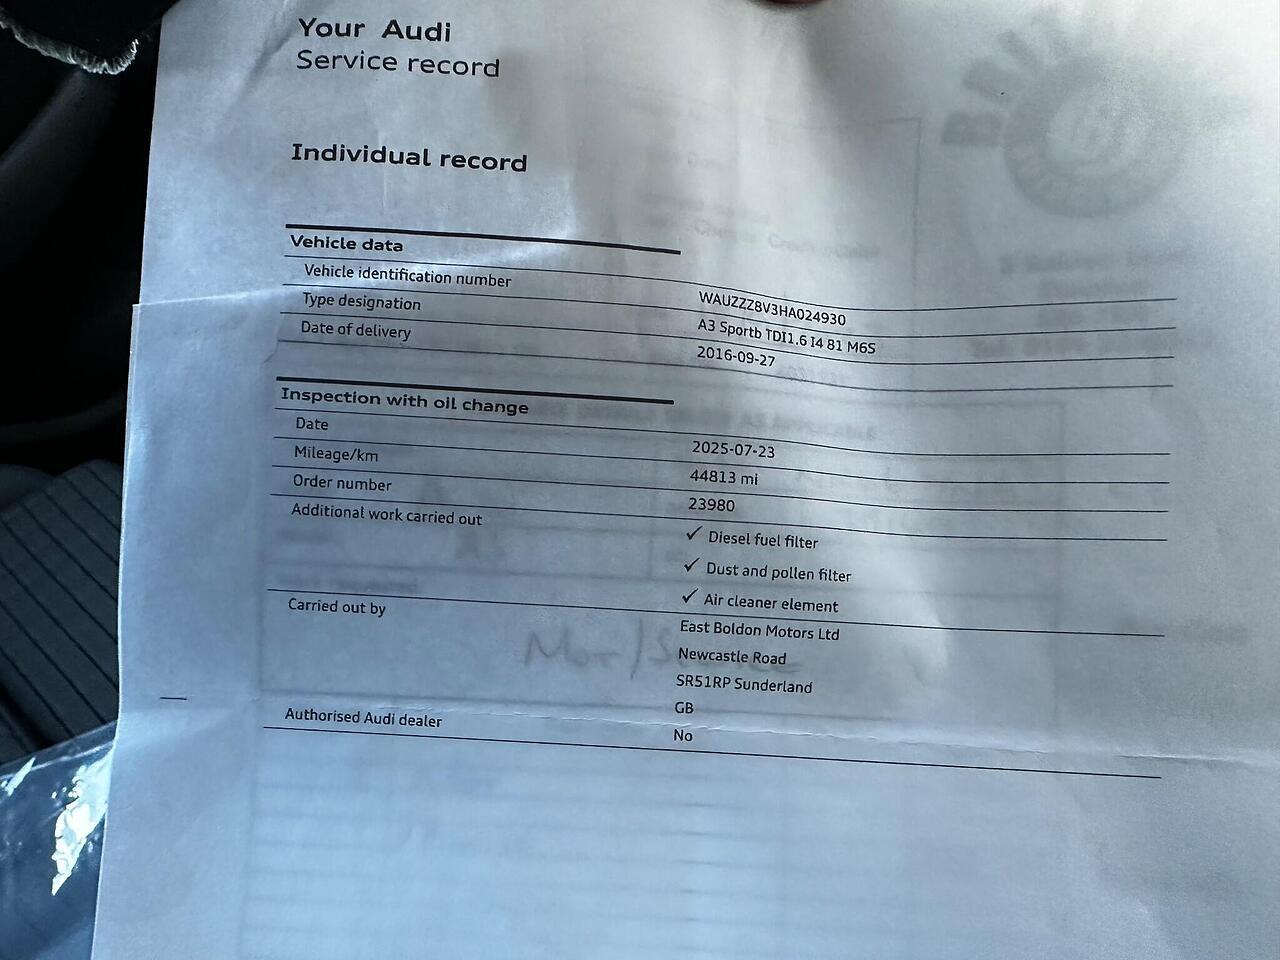 Your Audi
Service record
Individual record
Vehicle data
Vehicle identification number WAUZZZ8V3HA024930
Type designation A3 Sportb TDI1.6 I4 81 M6S
Date of delivery 2016-09-27
Inspection with oil change
Date 2025-07-23
Mileage/km 44813 mi
Order number 23980
Additional work carried out ✓ Diesel fuel filter
✓ Dust and pollen filter
✓ Air cleaner element
Carried out by East Boldon Motors Ltd
Newcastle Road
SR51RP Sunderland
GB
Authorised Audi dealer No